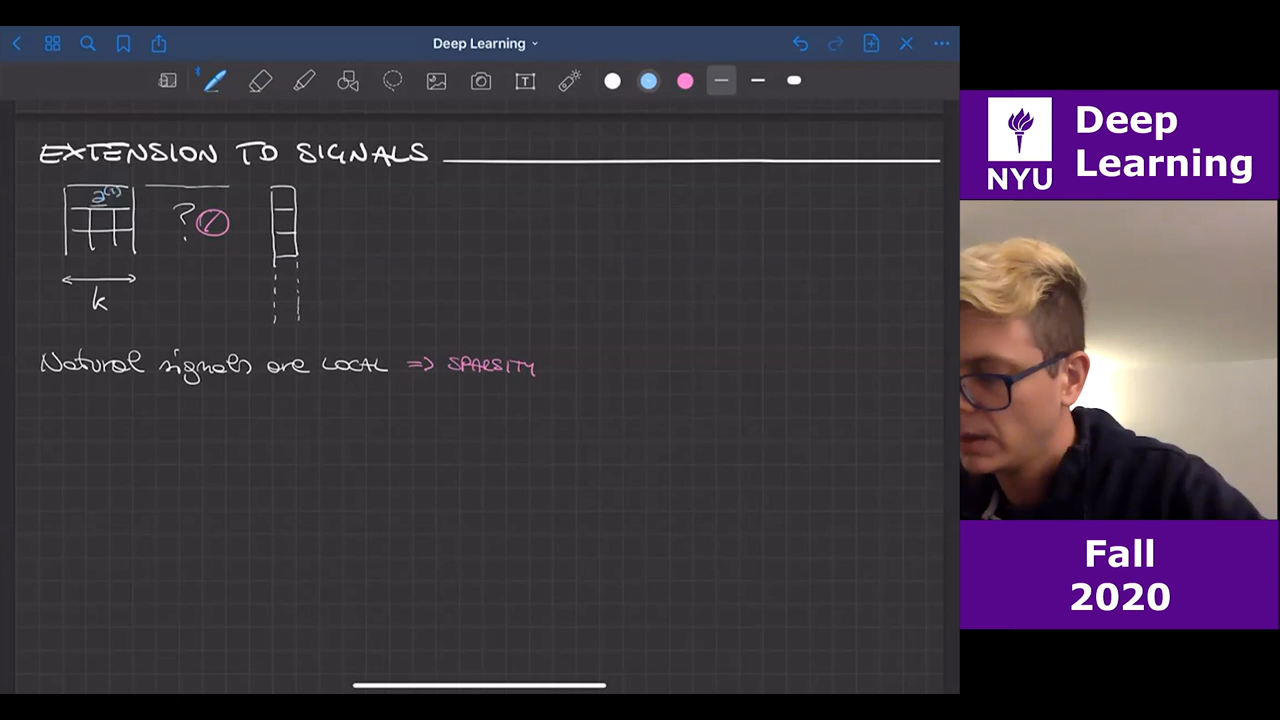 Deep Learning
T
EXTENSION TO SIGNALS
?
k
Natural signals are LOCAL => SPARSITY
NYU
Deep
Learning
Fall
2020